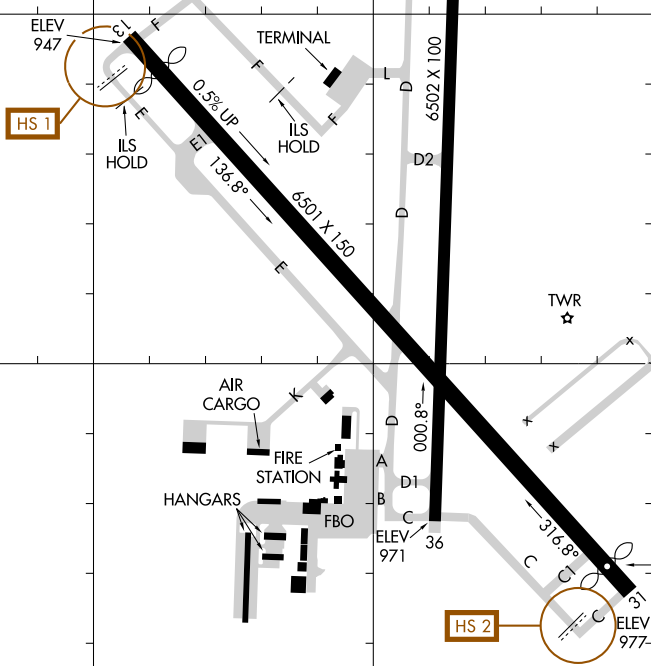 ELEV
947
13
F
TERMINAL
HS 1
E
ILS
HOLD
E1
0.5% UP
136.8°
F
ILS
HOLD
F
L
D
6502 X 100
D2
D
6501 X 150
E
TWR
x
x
x
K
AIR
CARGO
FIRE
STATION
HANGARS
FBO
A
B
C
D
D1
000.8°
ELEV
971
36
316.8°
C
C1
C
31
HS 2
ELEV
977